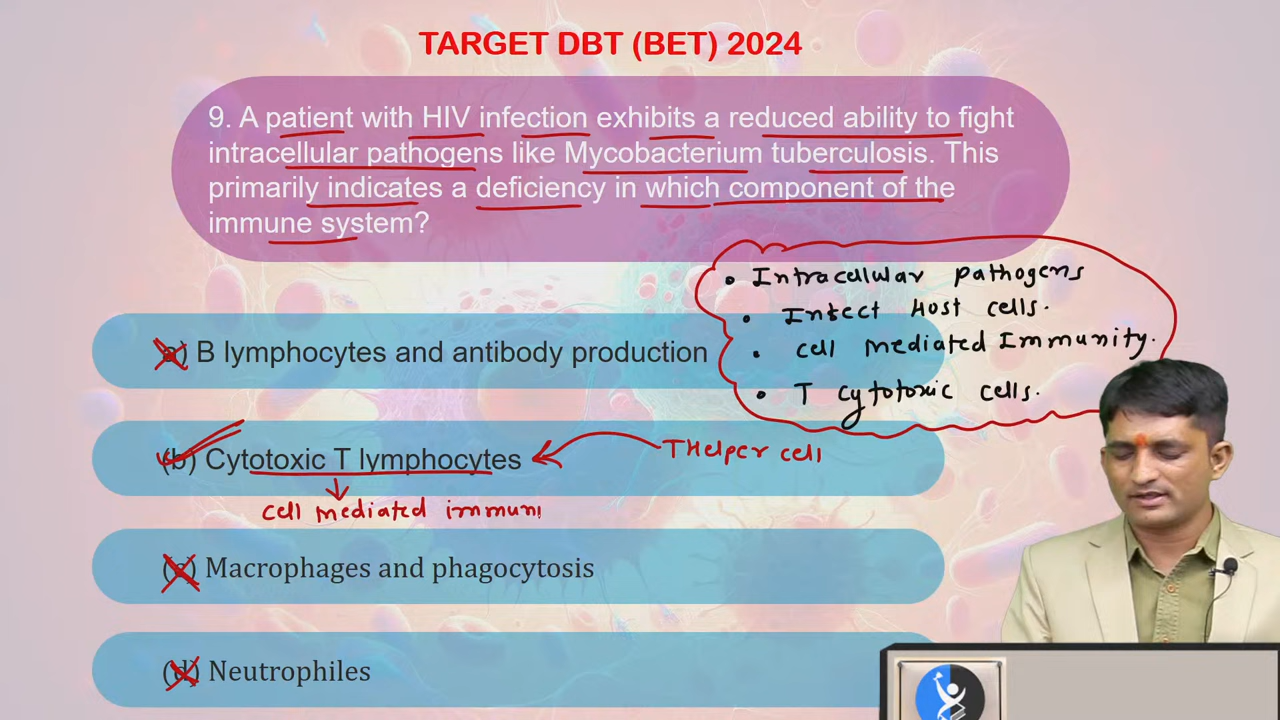 TARGET DBT (BET) 2024
9. A patient with HIV infection exhibits a reduced ability to fight
intracellular pathogens like Mycobacterium tuberculosis. This
primarily indicates a deficiency in which component of the
immune system?
• Intracelular pathogens
• Infect Host cells.
• cell mediated Immunity.
• T cytotoxic cells.
(a) B lymphocytes and antibody production
(b) Cytotoxic T lymphocytes
THelper cell
cell mediated immuni
(c) Macrophages and phagocytosis
(d) Neutrophiles